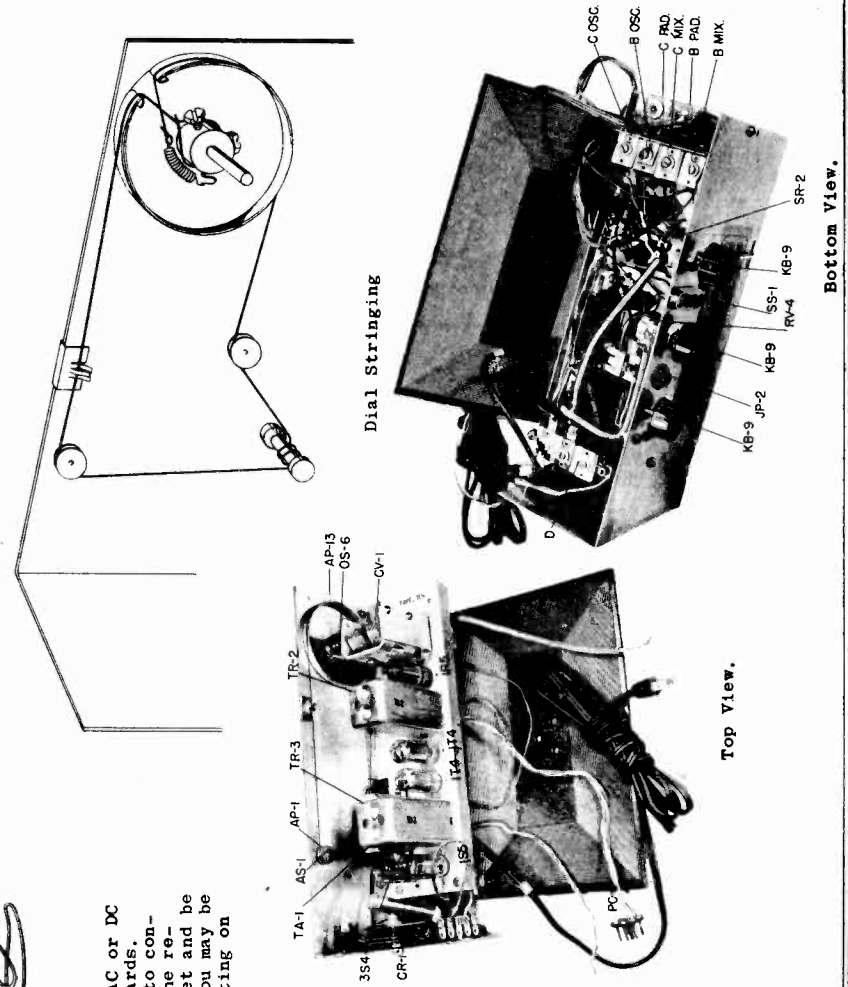 AC or DC
ards.
to con-
he re-
et and be
ou may be
ting on
Dial Stringing
TA-1
AS-1
AP-1
TR-3
TR-2
AP-13
OS-6
CV-1
3S4
CR-1
1S5
1T4
1T4
1R5
PC
Top View.
C OSC.
B OSC.
C PAD.
C MIX.
B PAD.
B MIX.
D
KB-9
JP-2
KB-9
RV-4
SS-1
KB-9
SR-2
Bottom View.